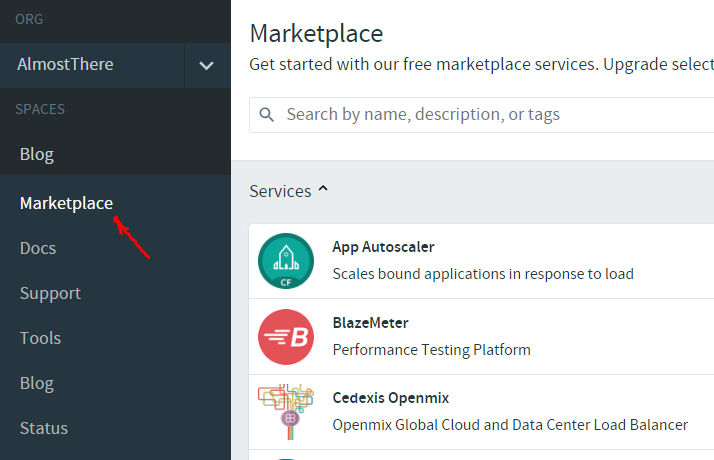 ORG
AlmostThere
SPACES
Blog
Marketplace
Docs
Support
Tools
Blog
Status
Marketplace
Get started with our free marketplace services. Upgrade select
Search by name, description, or tags
Services
CF
App Autoscaler
Scales bound applications in response to load
B
BlazeMeter
Performance Testing Platform
Cedexis Openmix
Openmix Global Cloud and Data Center Load Balancer